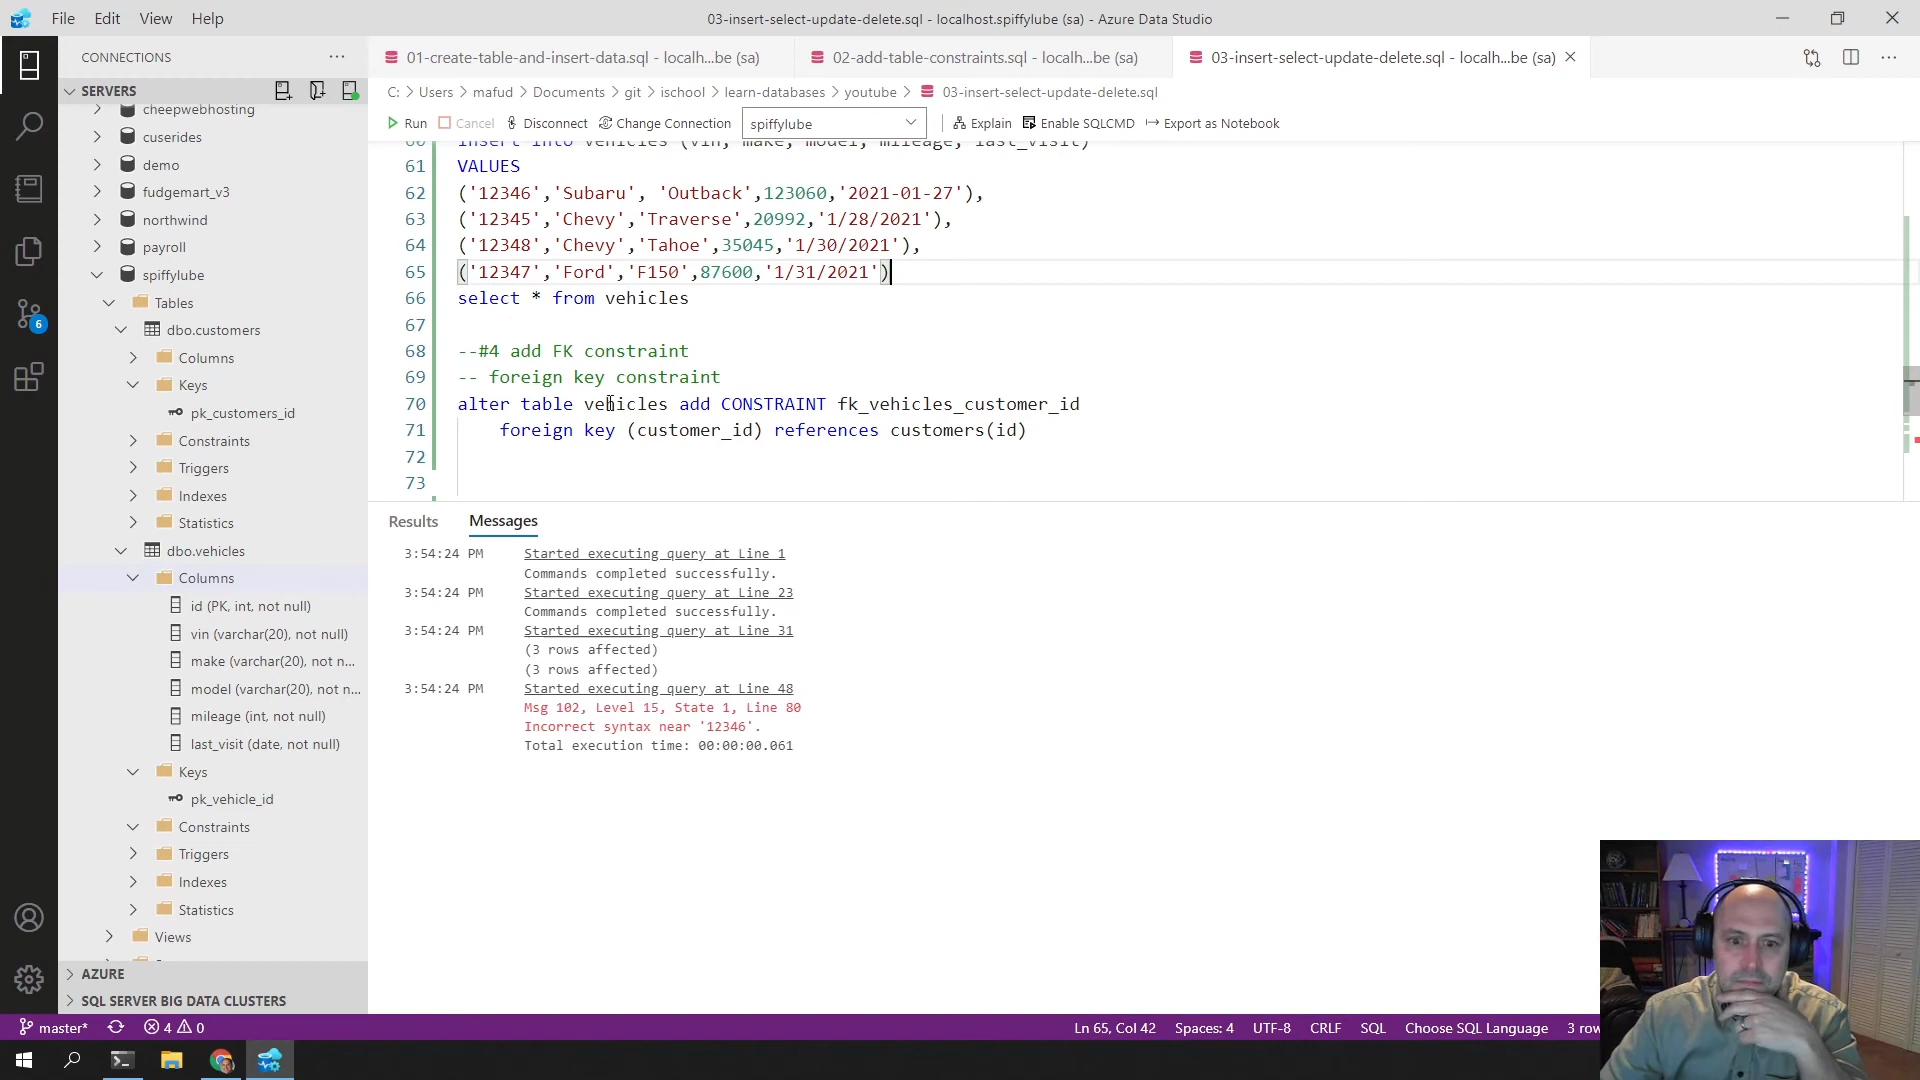 File Edit View Help
03-insert-select-update-delete.sql - localhost.spiffylube (sa) - Azure Data Studio
CONNECTIONS
01-create-table-and-insert-data.sql - localh...be (sa)
02-add-table-constraints.sql - localh...be (sa)
03-insert-select-update-delete.sql - localh...be (sa)
SERVERS
C: > Users > mafud > Documents > git > ischool > learn-databases > youtube > 03-insert-select-update-delete.sql
Run Cancel Disconnect Change Connection spiffylube Explain Enable SQLCMD Export as Notebook
cheepwebhosting
cuserides
demo
fudgemart_v3
northwind
payroll
spiffylube
Tables
dbo.customers
Columns
Keys
pk_customers_id
Constraints
Triggers
Indexes
Statistics
dbo.vehicles
Columns
id (PK, int, not null)
vin (varchar(20), not null)
make (varchar(20), not n...
model (varchar(20), not n...
mileage (int, not null)
last_visit (date, not null)
Keys
pk_vehicle_id
Constraints
Triggers
Indexes
Statistics
Views
AZURE
SQL SERVER BIG DATA CLUSTERS
60 insert into vehicles (vin, make, model, mileage, last_visit)
61 VALUES
62 ('12346','Subaru', 'Outback',123060,'2021-01-27'),
63 ('12345','Chevy','Traverse',20992,'1/28/2021'),
64 ('12348','Chevy','Tahoe',35045,'1/30/2021'),
65 ('12347','Ford','F150',87600,'1/31/2021')
66 select * from vehicles
67
68 --#4 add FK constraint
69 -- foreign key constraint
70 alter table vehicles add CONSTRAINT fk_vehicles_customer_id
71 foreign key (customer_id) references customers(id)
72
73
Results Messages
3:54:24 PM Started executing query at Line 1
Commands completed successfully.
3:54:24 PM Started executing query at Line 23
Commands completed successfully.
3:54:24 PM Started executing query at Line 31
(3 rows affected)
(3 rows affected)
3:54:24 PM Started executing query at Line 48
Msg 102, Level 15, State 1, Line 80
Incorrect syntax near '12346'.
Total execution time: 00:00:00.061
6
master* 4 0
Ln 65, Col 42 Spaces: 4 UTF-8 CRLF SQL Choose SQL Language 3 row